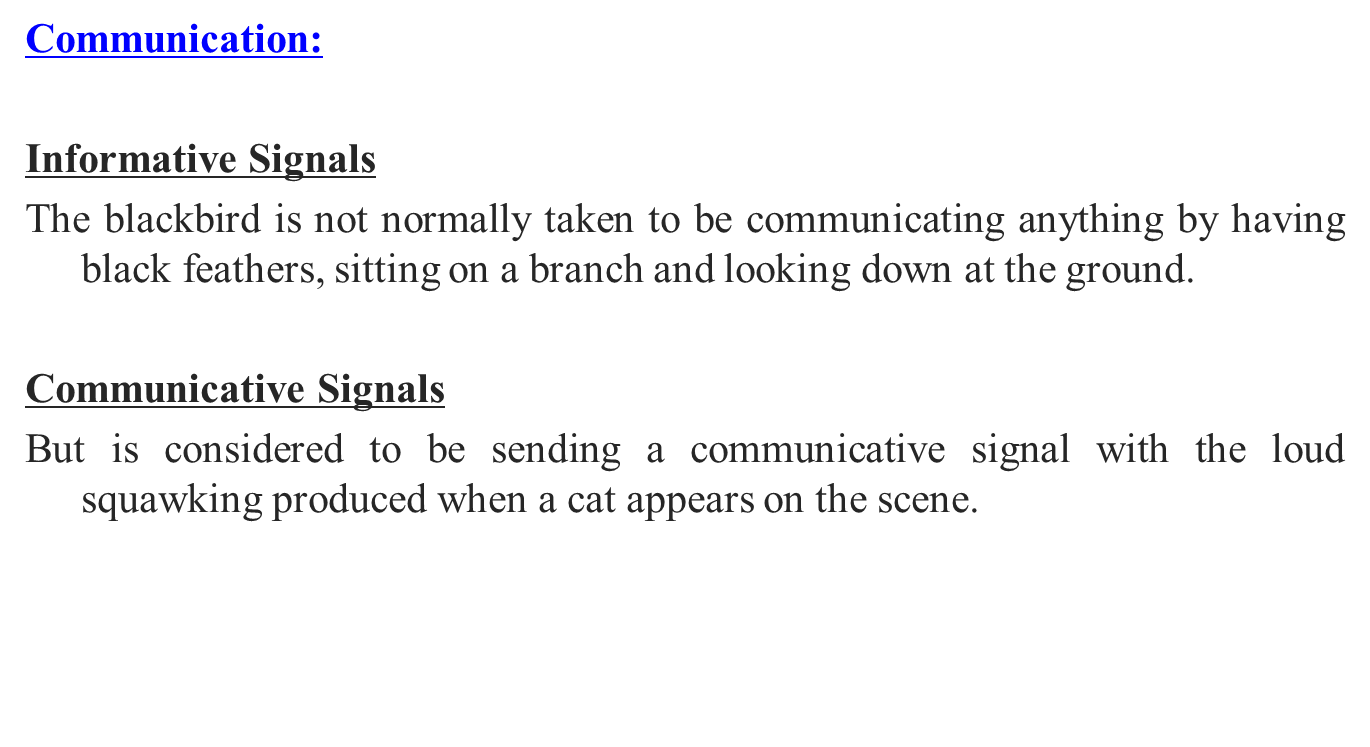 Communication:
Informative Signals
The blackbird is not normally taken to be communicating anything by having
black feathers, sitting on a branch and looking down at the ground.
Communicative Signals
But is considered to be sending a communicative signal with the loud
squawking produced when a cat appears on the scene.